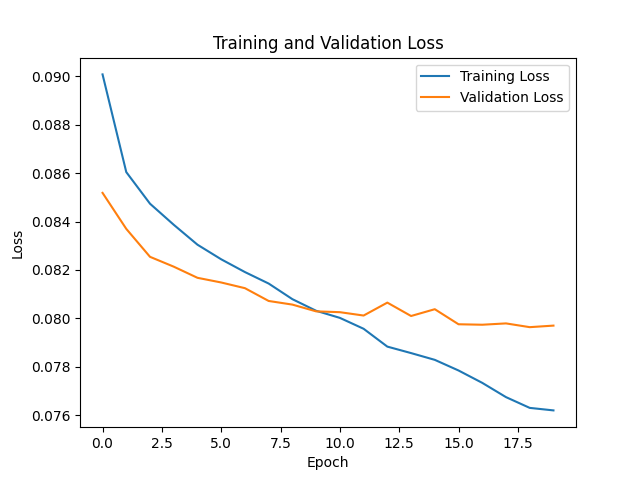 Training and Validation Loss
Training Loss
Validation Loss
0.090
0.088
0.086
0.084
0.082
0.080
0.078
0.076
Loss
0.0 2.5 5.0 7.5 10.0 12.5 15.0 17.5
Epoch